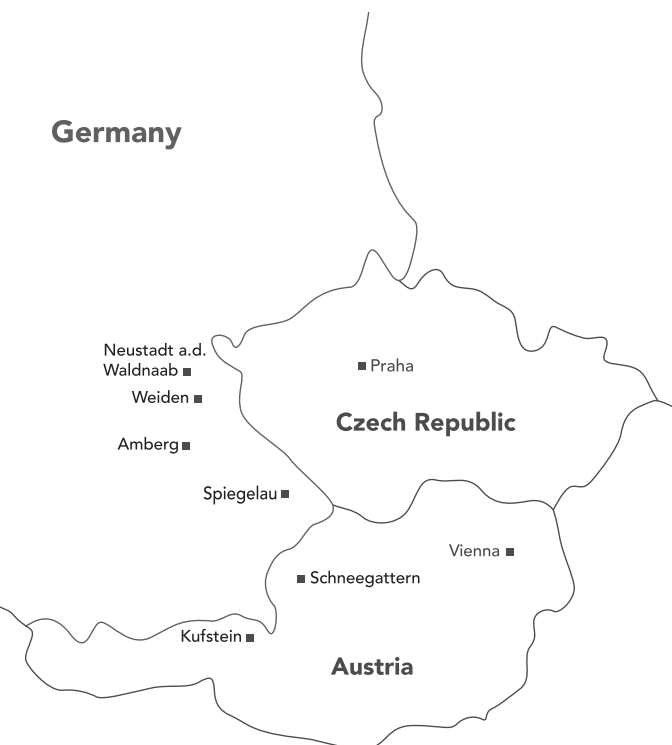 Germany
Neustadt a.d.
Waldnaab
Praha
Weiden
Czech Republic
Amberg
Spiegelau
Vienna
Schneegattern
Kufstein
Austria